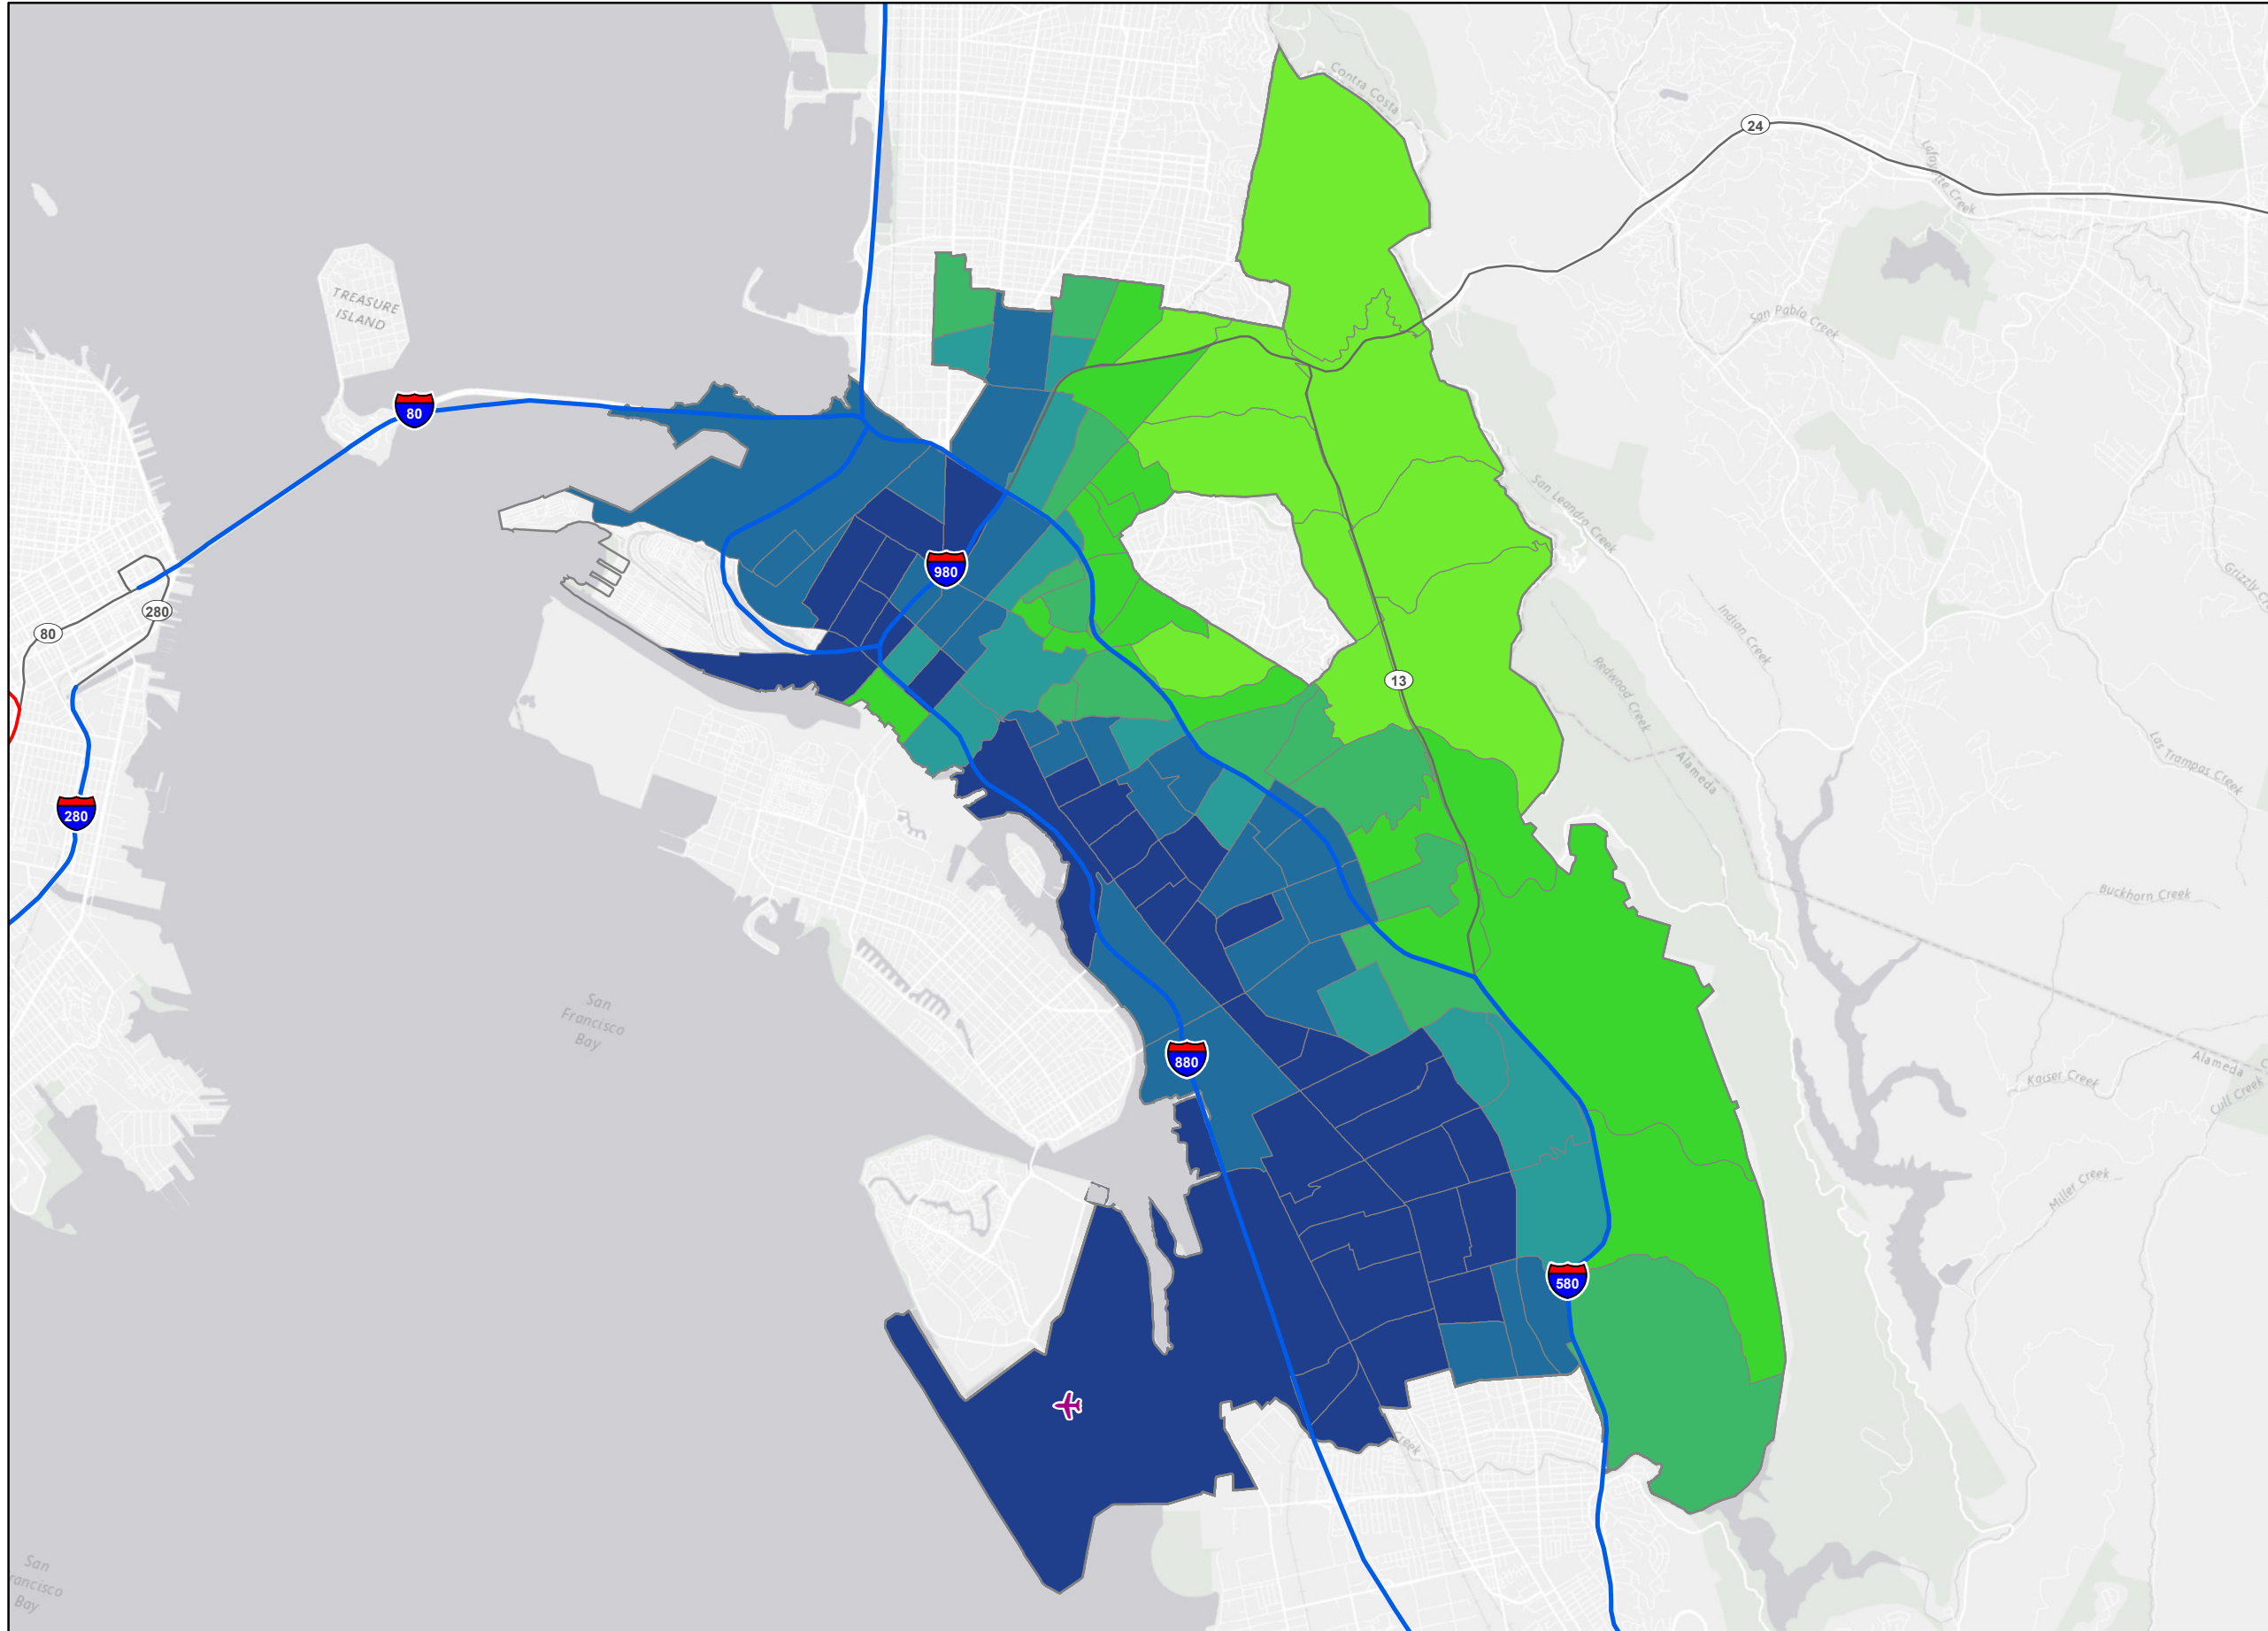 Contra Costa
24
Lafayette Creek
TREASURE
ISLAND
San Pablo Creek
80
San Leandro Creek
980
Grizzly Cr
280
80
Indian Creek
Redwood Creek
13
Las Trampas Creek
Alameda
280
Buckhorn Creek
San
Francisco
Bay
880
Alameda
Kaiser Creek
Cull Creek
Miller Creek
580
Creek
San
rancisco
Bay